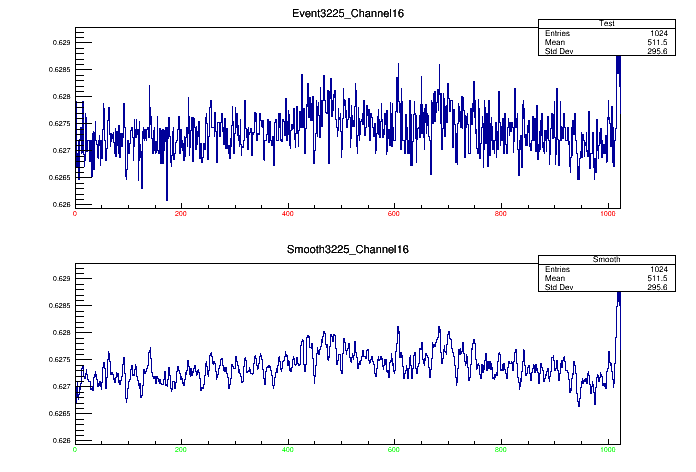 Event3225_Channel16
Test
Entries 1024
Mean 511.5
Std Dev 295.6
0.629
0.6285
0.628
0.6275
0.627
0.6265
0.626
0 200 400 600 800 1000
Smooth3225_Channel16
Smooth
Entries 1024
Mean 511.5
Std Dev 295.6
0.629
0.6285
0.628
0.6275
0.627
0.6265
0.626
0 200 400 600 800 1000